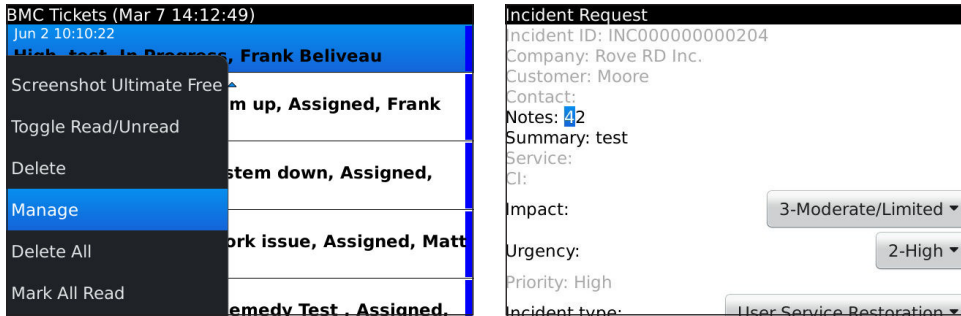 BMC Tickets (Mar 7 14:12:49)
Jun 2 10:10:22
High, test, In Progress, Frank Beliveau
Screenshot Ultimate Free
m up, Assigned, Frank
Toggle Read/Unread
Delete
stem down, Assigned,
Manage
ork issue, Assigned, Matt
Delete All
Mark All Read
emedy Test , Assigned,
Incident Request
Incident ID: INC000000000204
Company: Rove RD Inc.
Customer: Moore
Contact:
Notes: 42
Summary: test
Service:
CI:
Impact: 3-Moderate/Limited
Urgency: 2-High
Priority: High
Incident type: User Service Restoration